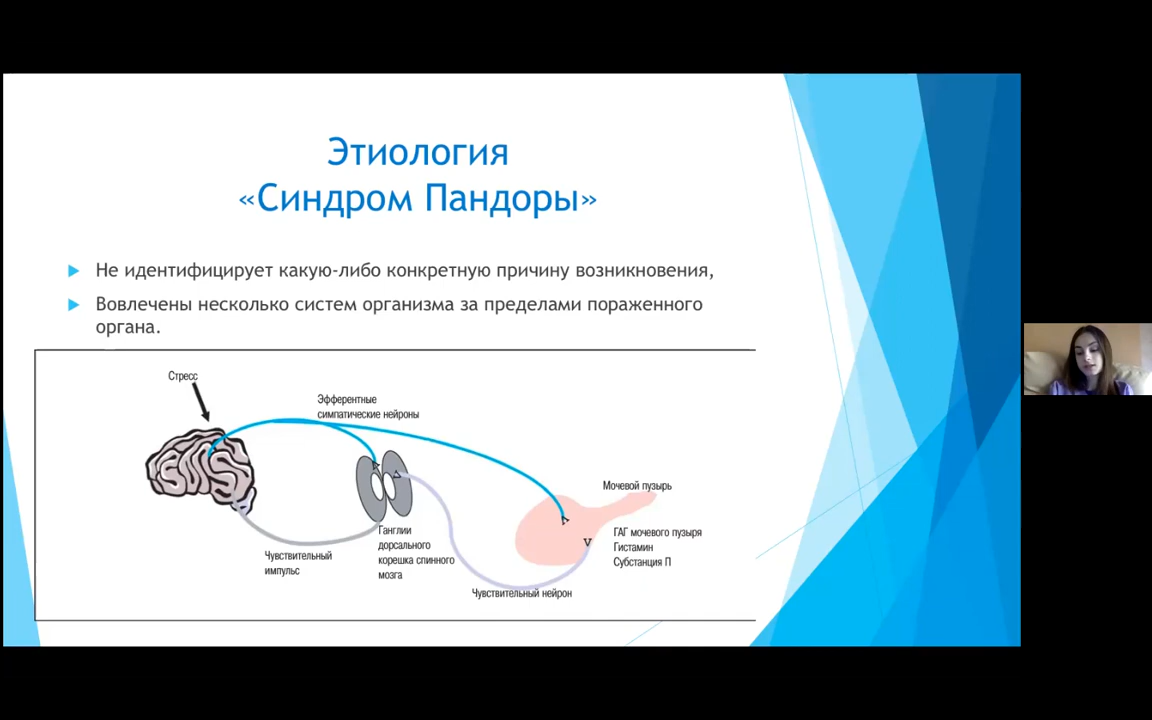 Этиология
«Синдром Пандоры»
Не идентифицирует какую-либо конкретную причину возникновения,
Вовлечены несколько систем организма за пределами пораженного
органа.
Стресс
Эфферентные
симпатические нейроны
Мочевой пузырь
ГАГ мочевого пузыря
Гистамин
Субстанция П
Ганглии
дорсального
корешка спинного
мозга
Чувствительный
импульс
Чувствительный нейрон